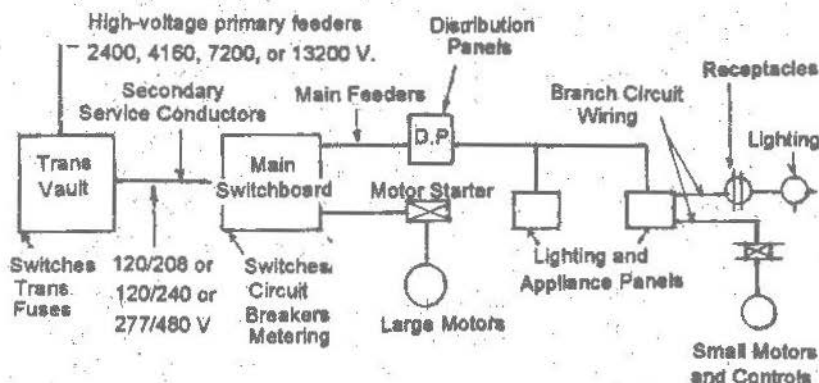 High-voltage primary feeders
2400, 4160, 7200, or 13200 V.
Distribution
Panels
Receptacles
Secondary
Service Conductors
Main Feeders
Branch Circuit
Wiring
Lighting
D.P
Trans
Vault
Main
Switchboard
Motor Starter
Switches
Trans
Fuses
120/208 or
120/240 or
277/480 V
Switches
Circuit
Breakers
Metering
Large Motors
Lighting and
Appliance Panels
Small Motors
and Controls